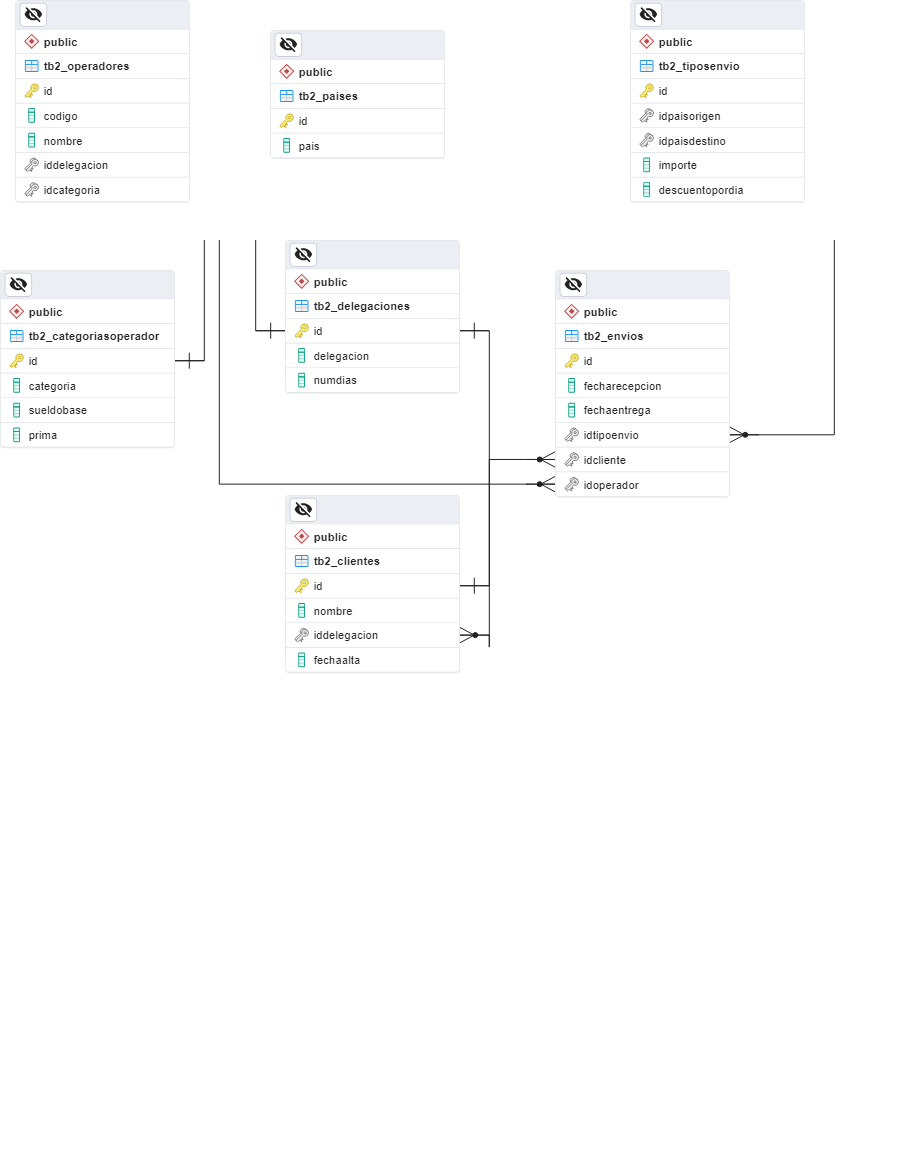 public
tb2_operadores
id
codigo
nombre
iddelegacion
idcategoria
public
tb2_paises
id
pais
public
tb2_tiposenvio
id
idpaisorigen
idpaisdestino
importe
descuentopordia
public
tb2_categoriasoperador
id
categoria
sueldobase
prima
public
tb2_delegaciones
id
delegacion
numdias
public
tb2_envios
id
fecharecepcion
fechaentrega
idtipoenvio
idcliente
idoperador
public
tb2_clientes
id
nombre
iddelegacion
fechaalta